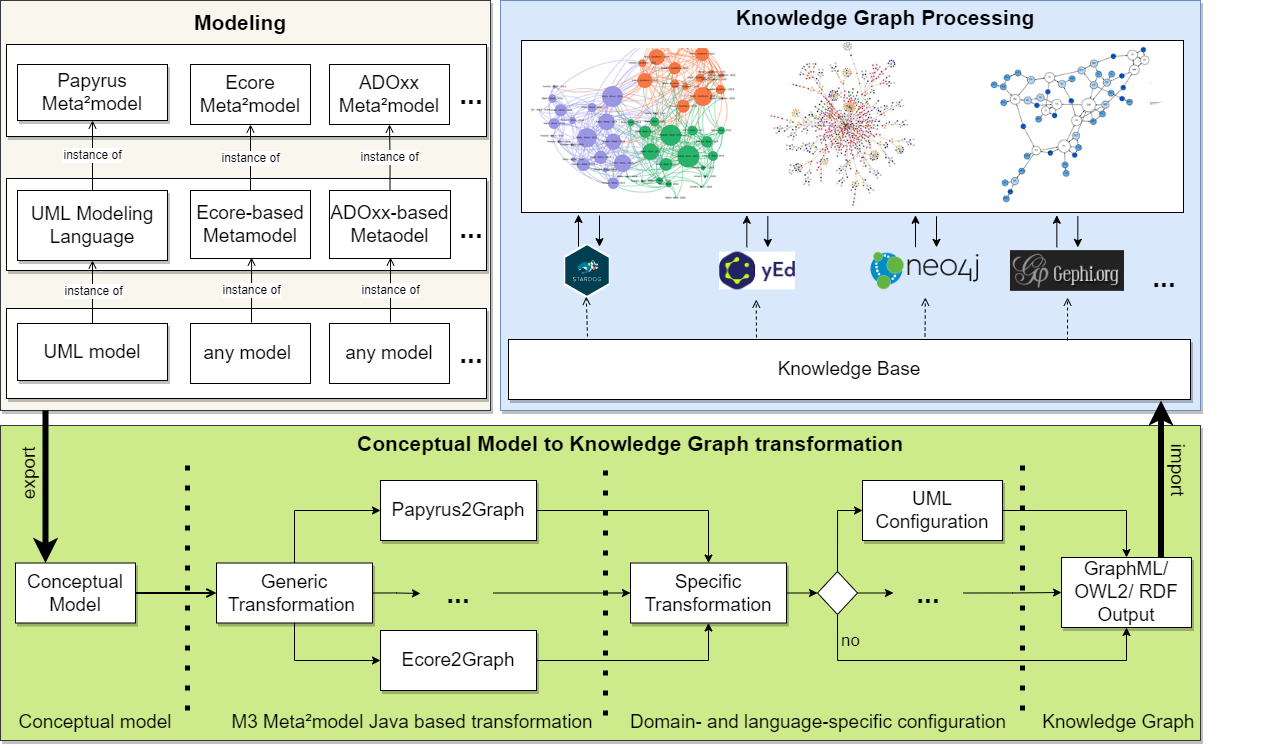 Modeling
Papyrus
Meta²model
Ecore
Meta²model
ADOxx
Meta²model
...
instance of
instance of
instance of
UML Modeling
Language
Ecore-based
Metamodel
ADOxx-based
Metaodel
...
instance of
instance of
instance of
UML model
any model
any model
...
Knowledge Graph Processing
STARDOG
yEd
neo4j
Gephi.org
...
Knowledge Base
export
import
Conceptual Model to Knowledge Graph transformation
Conceptual
Model
Generic
Transformation
Papyrus2Graph
...
Ecore2Graph
Specific
Transformation
UML
Configuration
...
no
GraphML/
OWL2/ RDF
Output
Conceptual model
M3 Meta²model Java based transformation
Domain- and language-specific configuration
Knowledge Graph